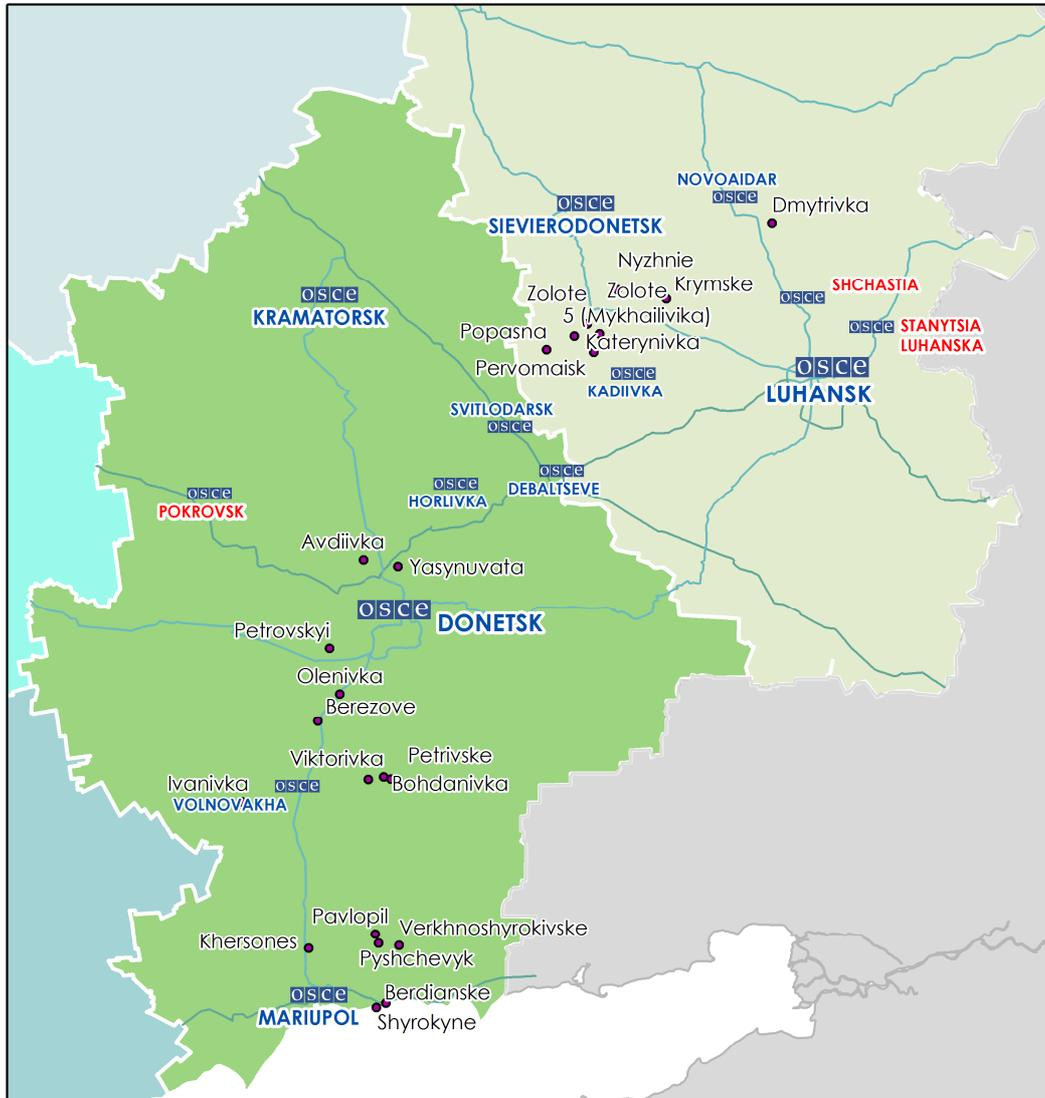 NOVOAIDAR
osce
Dmytrivka
osce
SIEVIERODONETSK
Nyzhnie
Zolote
Zolote
Krymske
SHCHASTIA
osce
osce
KRAMATORSK
5 (Mykhailivika)
Popasna
Katerynivka
osce
STANYTSIA
LUHANSKA
Pervomaisk
osce
KADIIVKA
osce
LUHANSK
SVITLODARSK
osce
osce
DEBALTSEVE
osce
HORLIVKA
osce
POKROVSK
Avdiivka
Yasynuvata
osce
DONETSK
Petrovskyi
Olenivka
Berezove
Viktorivka
Petrivske
Ivanivka
osce
Bohdanivka
VOLNOVAKHA
Pavlopil
Verkhnoshyrokivske
Khersones
Pyshchevyk
osce
Berdianske
MARIUPOL
Shyrokyne